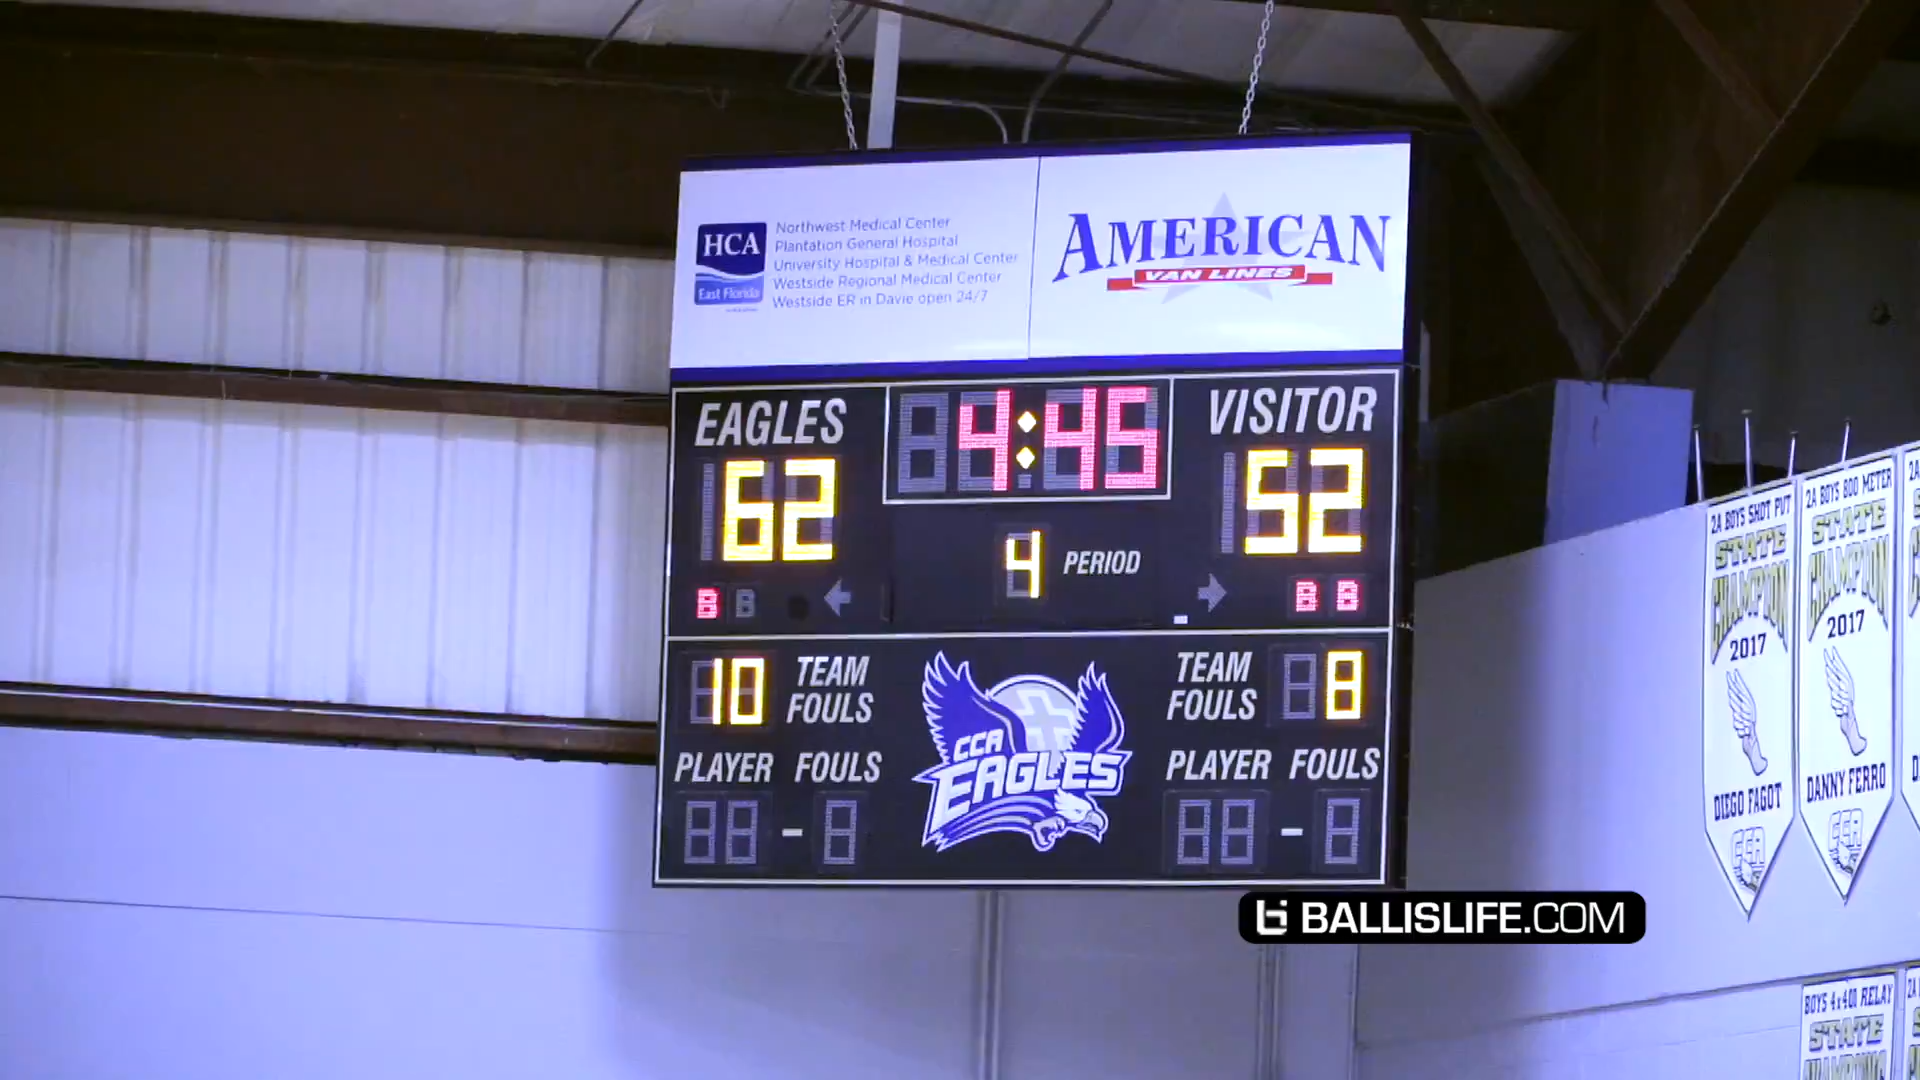 HCA
East Florida
Northwest Medical Center
Plantation General Hospital
University Hospital & Medical Center
Westside Regional Medical Center
Westside ER in Davie open 24/7
AMERICAN
VAN LINES
EAGLES
4:45
VISITOR
62
52
4 PERIOD
B B
B B
10 TEAM FOULS
TEAM FOULS 8
PLAYER FOULS
PLAYER FOULS
CCA
EAGLES
BALLISLIFE.COM
2A BOYS SHOT PUT
STATE
CHAMPION
2017
DIEGO FAGOT
CCA
2A BOYS 800 METER
STATE
CHAMPION
2017
DANNY FERRO
CCA
BOYS 4x400 RELAY
STATE